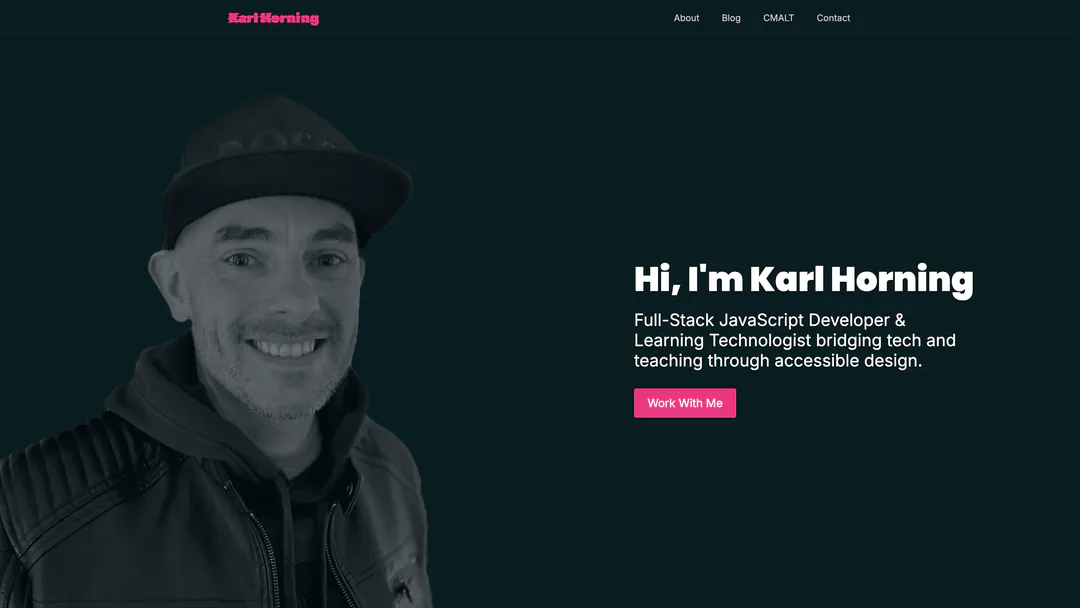 Karl Horning
About Blog CMALT Contact
Hi, I'm Karl Horning
Full-Stack JavaScript Developer &
Learning Technologist bridging tech and
teaching through accessible design.
Work With Me